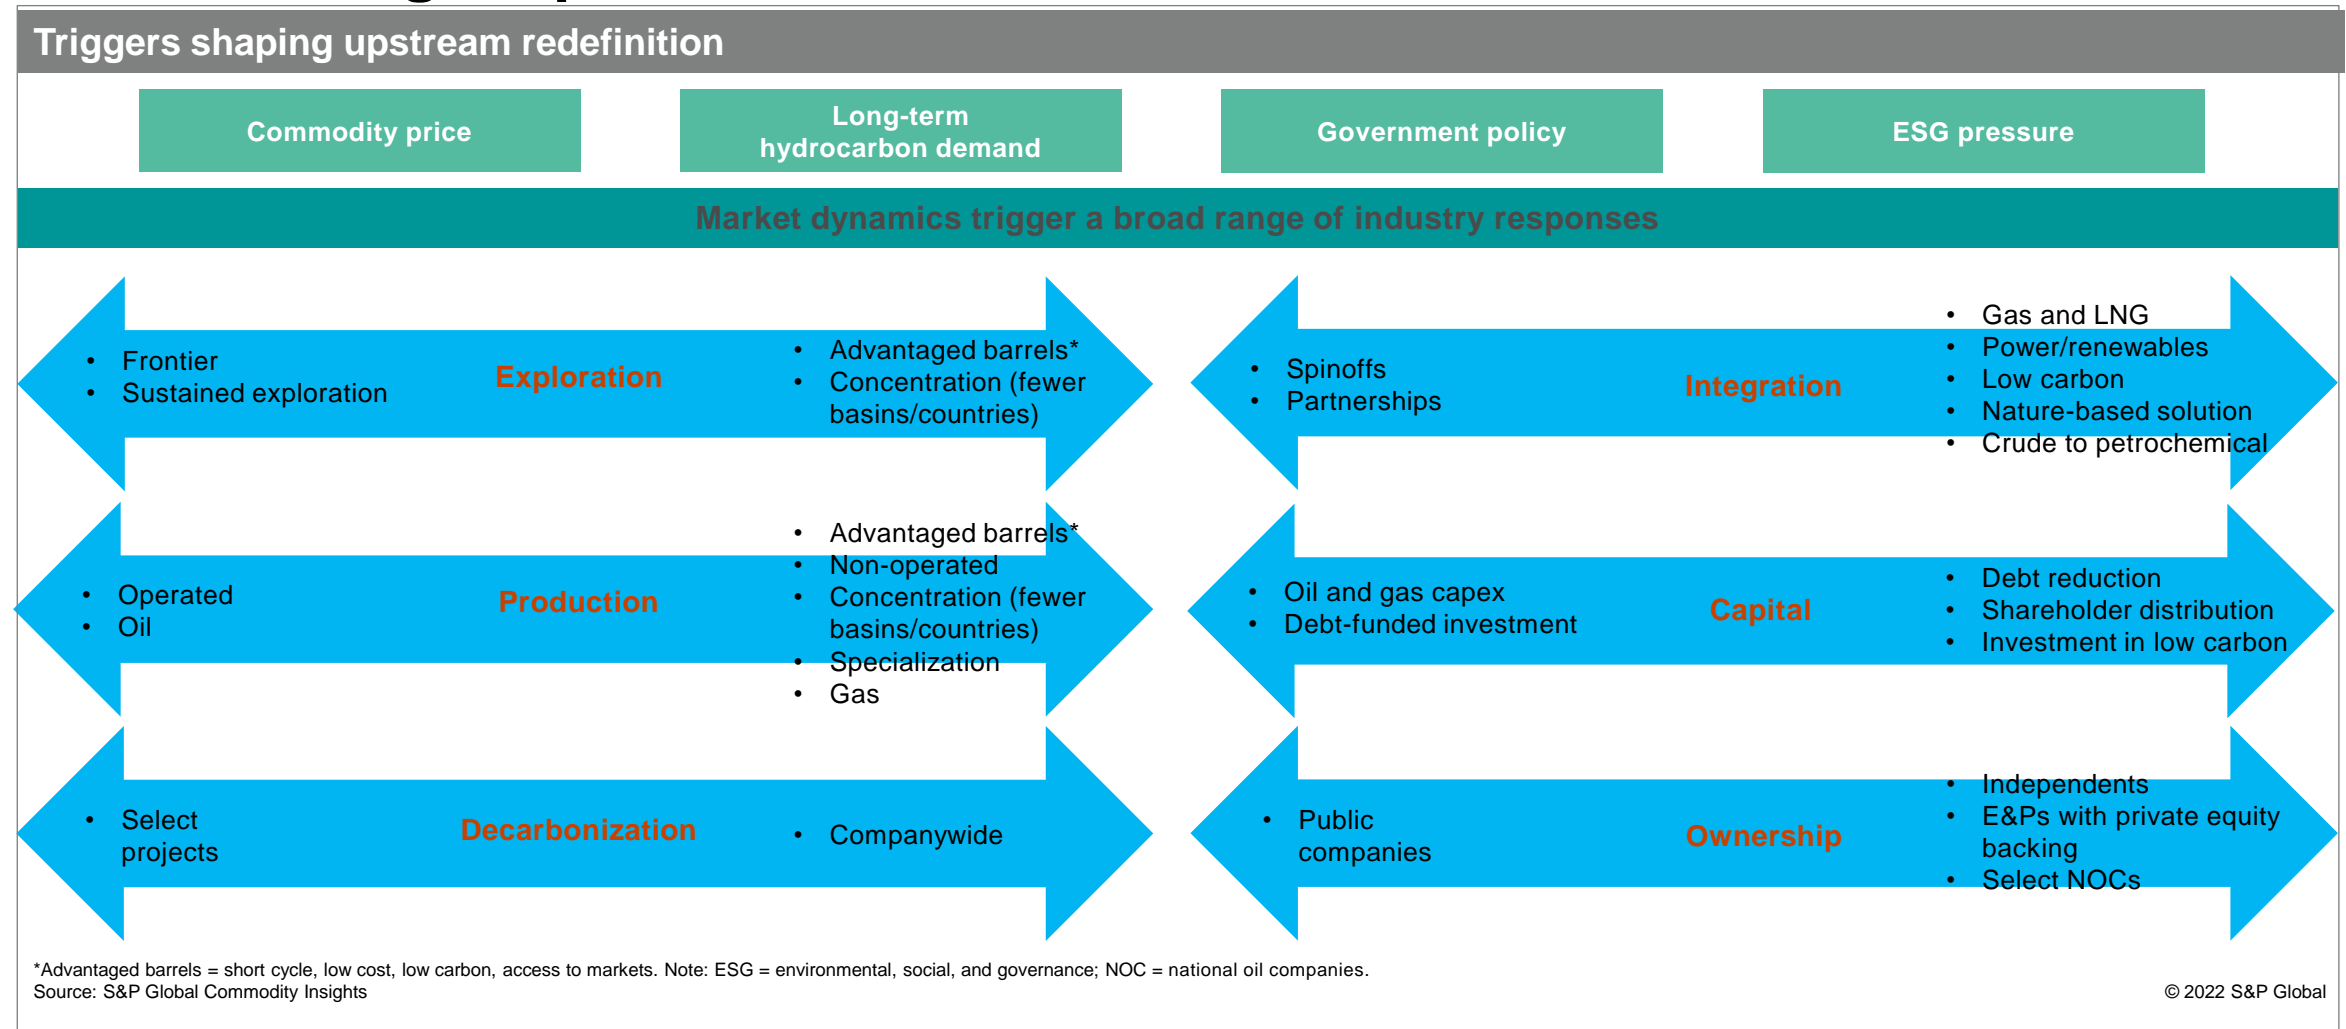 Triggers shaping upstream redefinition
Commodity price
Long-term
hydrocarbon demand
Government policy
ESG pressure
Market dynamics trigger a broad range of industry responses
• Frontier
• Sustained exploration
Exploration
• Advantaged barrels*
• Concentration (fewer
basins/countries)
• Spinoffs
• Partnerships
Integration
• Gas and LNG
• Power/renewables
• Low carbon
• Nature-based solution
• Crude to petrochemical
• Operated
• Oil
Production
• Advantaged barrels*
• Non-operated
• Concentration (fewer
basins/countries)
• Specialization
• Gas
• Oil and gas capex
• Debt-funded investment
Capital
• Debt reduction
• Shareholder distribution
• Investment in low carbon
• Select
projects
Decarbonization
• Companywide
• Public
companies
Ownership
• Independents
• E&Ps with private equity
backing
• Select NOCs
*Advantaged barrels = short cycle, low cost, low carbon, access to markets. Note: ESG = environmental, social, and governance; NOC = national oil companies.
Source: S&P Global Commodity Insights
© 2022 S&P Global